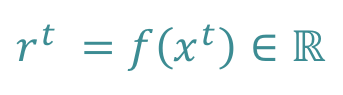 r^t = f(x^t) ∈ ℝ